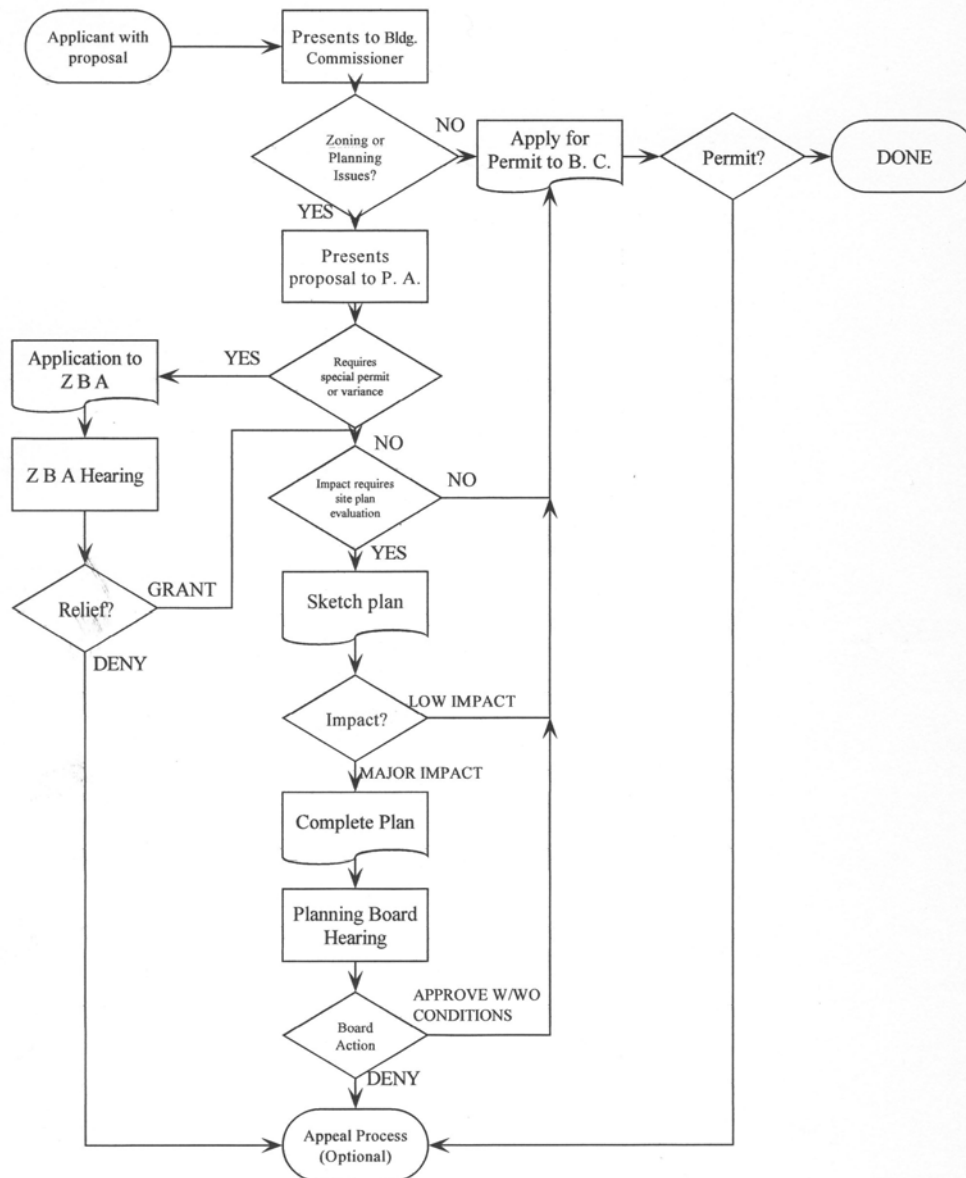 Applicant with
proposal
Presents to Bldg.
Commissioner
Zoning or
Planning
Issues?
NO
Apply for
Permit to B. C.
Permit?
DONE
YES
Presents
proposal to P. A.
Application to
Z B A
YES
Requires
special permit
or variance
Z B A Hearing
NO
Impact requires
site plan
evaluation
NO
YES
Relief?
GRANT
DENY
Sketch plan
Impact?
LOW IMPACT
MAJOR IMPACT
Complete Plan
Planning Board
Hearing
APPROVE W/WO
CONDITIONS
Board
Action
DENY
Appeal Process
(Optional)